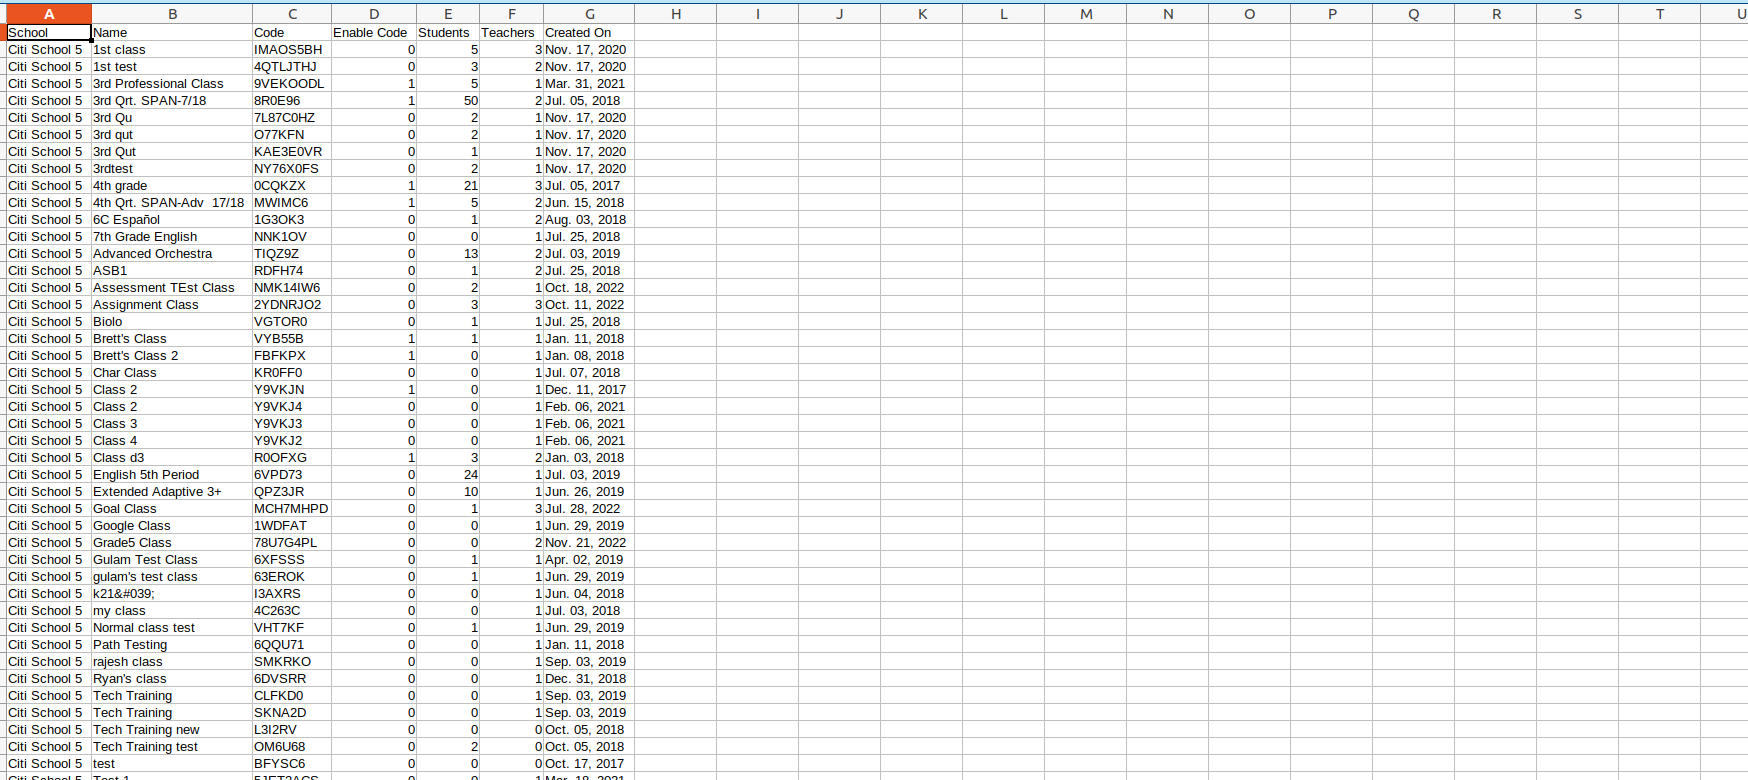 A B C D E F G H I J K L M N O P Q R S T U
School Name Code Enable Code Students Teachers Created On
Citi School 5 1st class IMAOS5BH 0 5 3 Nov. 17, 2020
Citi School 5 1st test 4QTLJTHJ 0 3 2 Nov. 17, 2020
Citi School 5 3rd Professional Class 9VEKOODL 1 5 1 Mar. 31, 2021
Citi School 5 3rd Qrt. SPAN-7/18 8R0E96 1 50 2 Jul. 05, 2018
Citi School 5 3rd Qu 7L87C0HZ 0 2 1 Nov. 17, 2020
Citi School 5 3rd qut O77KFN 0 2 1 Nov. 17, 2020
Citi School 5 3rd Qut KAE3E0VR 0 1 1 Nov. 17, 2020
Citi School 5 3rdtest NY76X0FS 0 2 1 Nov. 17, 2020
Citi School 5 4th grade 0CQKZX 1 21 3 Jul. 05, 2017
Citi School 5 4th Qrt. SPAN-Adv  17/18 MWIMC6 1 5 2 Jun. 15, 2018
Citi School 5 6C Español 1G3OK3 0 1 2 Aug. 03, 2018
Citi School 5 7th Grade English NNK1OV 0 0 1 Jul. 25, 2018
Citi School 5 Advanced Orchestra TIQZ9Z 0 13 2 Jul. 03, 2019
Citi School 5 ASB1 RDFH74 0 1 2 Jul. 25, 2018
Citi School 5 Assessment TEst Class NMK14IW6 0 2 1 Oct. 18, 2022
Citi School 5 Assignment Class 2YDNRJO2 0 3 3 Oct. 11, 2022
Citi School 5 Biolo VGTOR0 0 1 1 Jul. 25, 2018
Citi School 5 Brett's Class VYB55B 1 1 1 Jan. 11, 2018
Citi School 5 Brett's Class 2 FBFKPX 1 0 1 Jan. 08, 2018
Citi School 5 Char Class KR0FF0 0 0 1 Jul. 07, 2018
Citi School 5 Class 2 Y9VKJN 1 0 1 Dec. 11, 2017
Citi School 5 Class 2 Y9VKJ4 0 0 1 Feb. 06, 2021
Citi School 5 Class 3 Y9VKJ3 0 0 1 Feb. 06, 2021
Citi School 5 Class 4 Y9VKJ2 0 0 1 Feb. 06, 2021
Citi School 5 Class d3 R0OFXG 1 3 2 Jan. 03, 2018
Citi School 5 English 5th Period 6VPD73 0 24 1 Jul. 03, 2019
Citi School 5 Extended Adaptive 3+ QPZ3JR 0 10 1 Jun. 26, 2019
Citi School 5 Goal Class MCH7MHPD 0 1 3 Jul. 28, 2022
Citi School 5 Google Class 1WDFAT 0 0 1 Jun. 29, 2019
Citi School 5 Grade5 Class 78U7G4PL 0 0 2 Nov. 21, 2022
Citi School 5 Gulam Test Class 6XFSSS 0 1 1 Apr. 02, 2019
Citi School 5 gulam's test class 63EROK 0 1 1 Jun. 29, 2019
Citi School 5 k21&#039; I3AXRS 0 0 1 Jun. 04, 2018
Citi School 5 my class 4C263C 0 0 1 Jul. 03, 2018
Citi School 5 Normal class test VHT7KF 0 1 1 Jun. 29, 2019
Citi School 5 Path Testing 6QQU71 0 0 1 Jan. 11, 2018
Citi School 5 rajesh class SMKRKO 0 0 1 Sep. 03, 2019
Citi School 5 Ryan's class 6DVSRR 0 0 1 Dec. 31, 2018
Citi School 5 Tech Training CLFKD0 0 0 1 Sep. 03, 2019
Citi School 5 Tech Training SKNA2D 0 0 1 Sep. 03, 2019
Citi School 5 Tech Training new L3I2RV 0 0 0 Oct. 05, 2018
Citi School 5 Tech Training test OM6U68 0 2 0 Oct. 05, 2018
Citi School 5 test BFYSC6 0 0 0 Oct. 17, 2017
Citi School 5 Test 1 0 0 1 Mar. 18, 2021